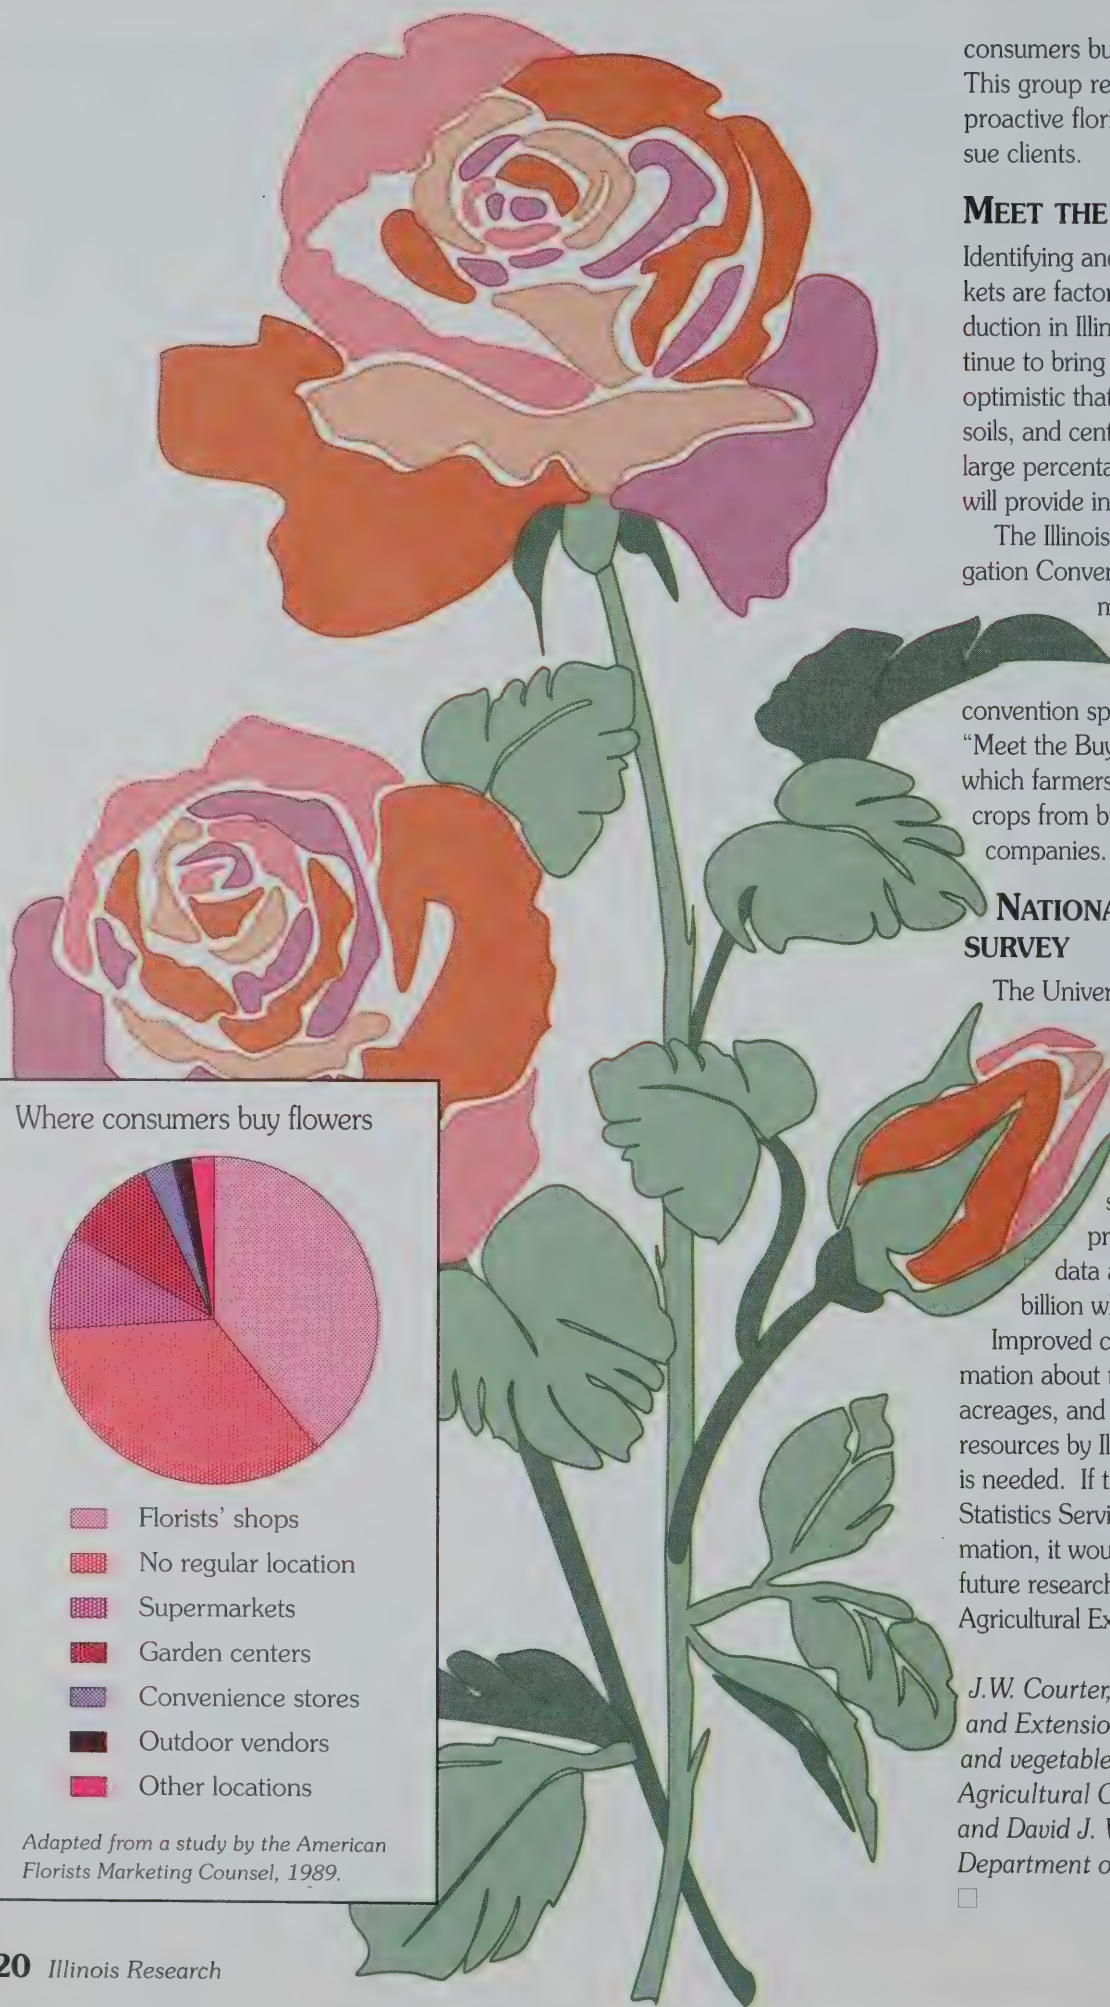 consumers bu
This group re
proactive flori
sue clients.
MEET THE
Identifying and
kets are factor
duction in Illin
tinue to bring
optimistic that
soils, and cent
large percenta
will provide in
The Illinois
gation Conver
m
convention sp
“Meet the Buy
which farmers
crops from b
companies.
NATIONA
SURVEY
The Univer
s
pr
data a
billion w
Improved c
mation about t
acreages, and
resources by Il
is needed. If t
Statistics Servi
mation, it wou
future research
Agricultural Ex
J.W. Courter,
and Extensio
and vegetable
Agricultural C
and David J. W
Department o
Where consumers buy flowers
Florists’ shops
No regular location
Supermarkets
Garden centers
Convenience stores
Outdoor vendors
Other locations
Adapted from a study by the American
Florists Marketing Counsel, 1989.
20 Illinois Research